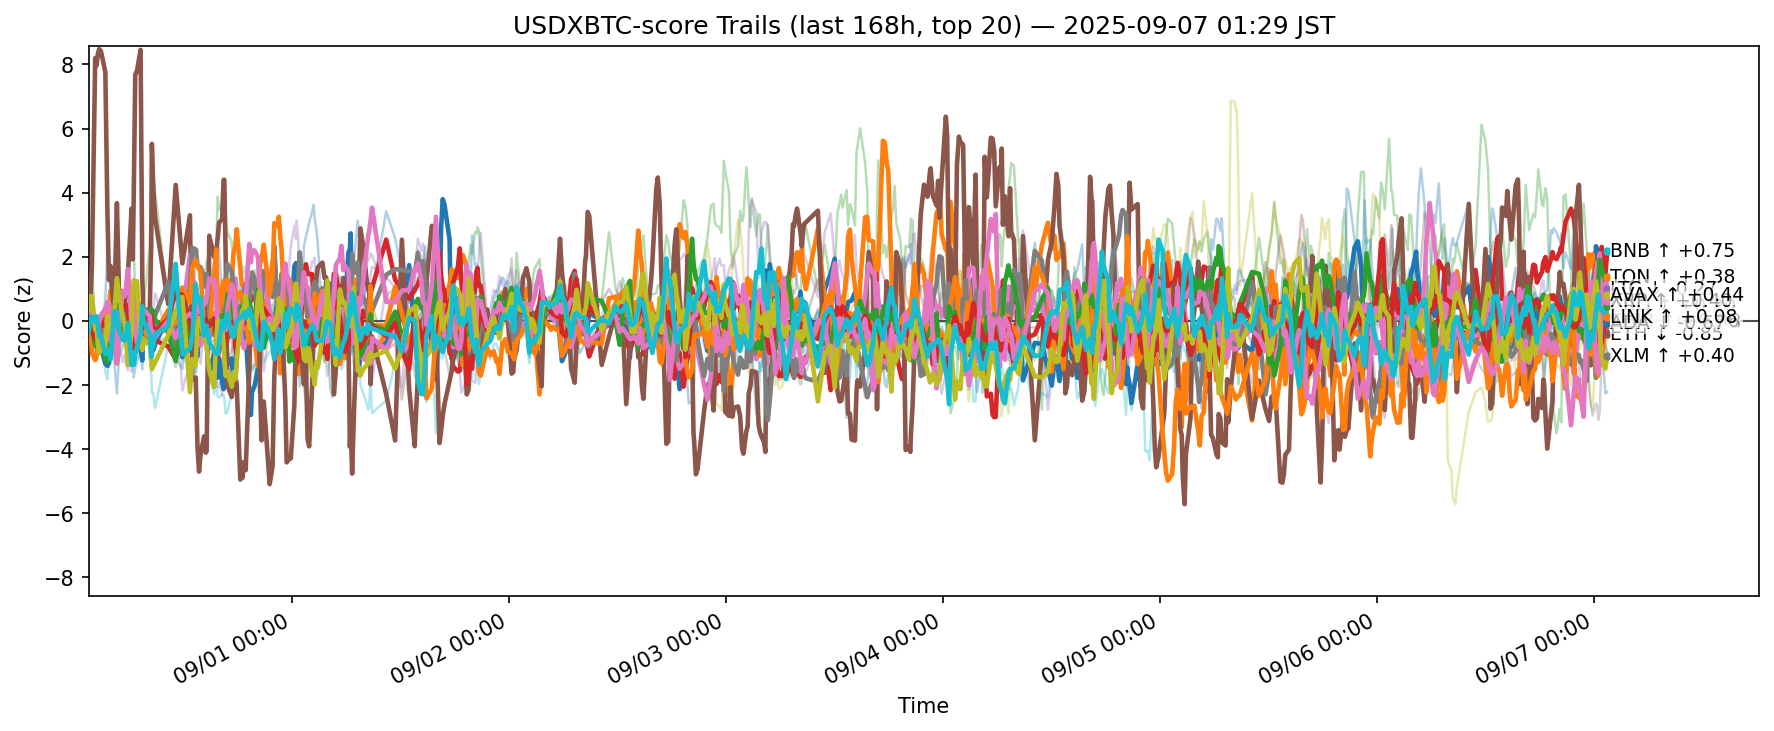 USDXBTC-score Trails (last 168h, top 20) — 2025-09-07 01:29 JST
Score (z)
8
6
4
2
0
−2
−4
−6
−8
BNB ↑ +0.75
TON ↑ +0.38
AVAX ↑ +0.44
LINK ↑ +0.08
ETH ↓ -0.85
XLM ↑ +0.40
09/01 00:00
09/02 00:00
09/03 00:00
09/04 00:00
09/05 00:00
09/06 00:00
09/07 00:00
Time